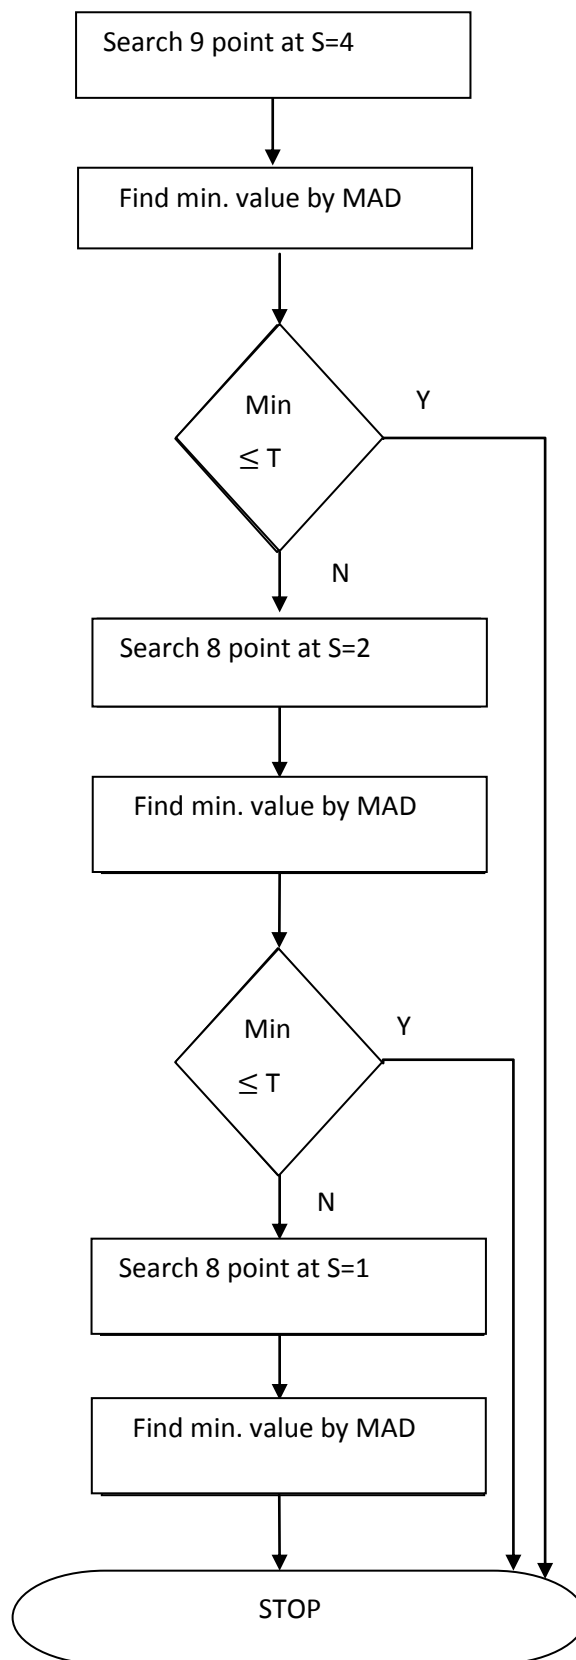 Search 9 point at S=4
Find min. value by MAD
Min
≤ T
Y
N
Search 8 point at S=2
Find min. value by MAD
Min
≤ T
Y
N
Search 8 point at S=1
Find min. value by MAD
STOP